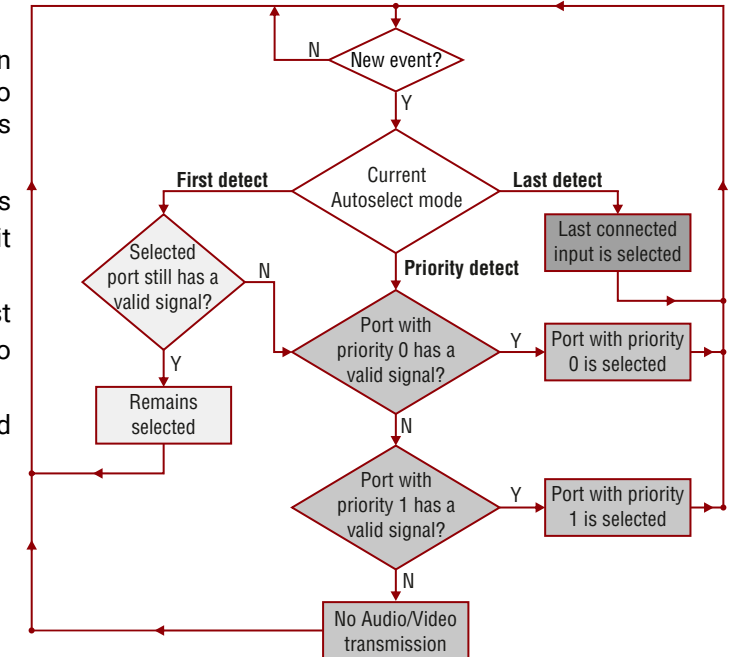 n
o
s
s
it
st
o
d
New event?
N
Y
Current
Autoselect mode
First detect
Last detect
Priority detect
Last connected
input is selected
Selected
port still has a
valid signal?
N
Y
Remains
selected
Port with
priority 0 has a
valid signal?
Y
Port with priority
0 is selected
N
Port with
priority 1 has a
valid signal?
Y
Port with priority
1 is selected
N
No Audio/Video
transmission